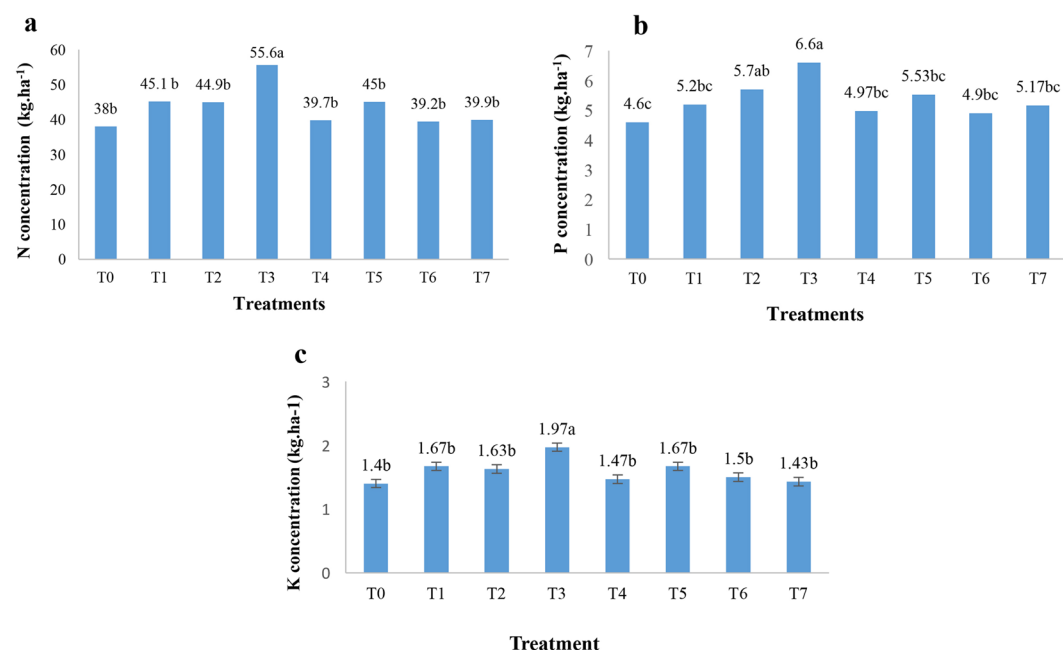 a
N concentration (kg.ha⁻¹)
60
50
40
30
20
10
0
38b
45.1 b
44.9b
55.6a
39.7b
45b
39.2b
39.9b
T0 T1 T2 T3 T4 T5 T6 T7
Treatments
b
P concentration (kg.ha⁻¹)
7
6
5
4
3
2
1
0
4.6c
5.2bc
5.7ab
6.6a
4.97bc
5.53bc
4.9bc
5.17bc
T0 T1 T2 T3 T4 T5 T6 T7
Treatments
c
K concentration (kg.ha-1)
3
2
1
0
1.4b
1.67b
1.63b
1.97a
1.47b
1.67b
1.5b
1.43b
T0 T1 T2 T3 T4 T5 T6 T7
Treatment